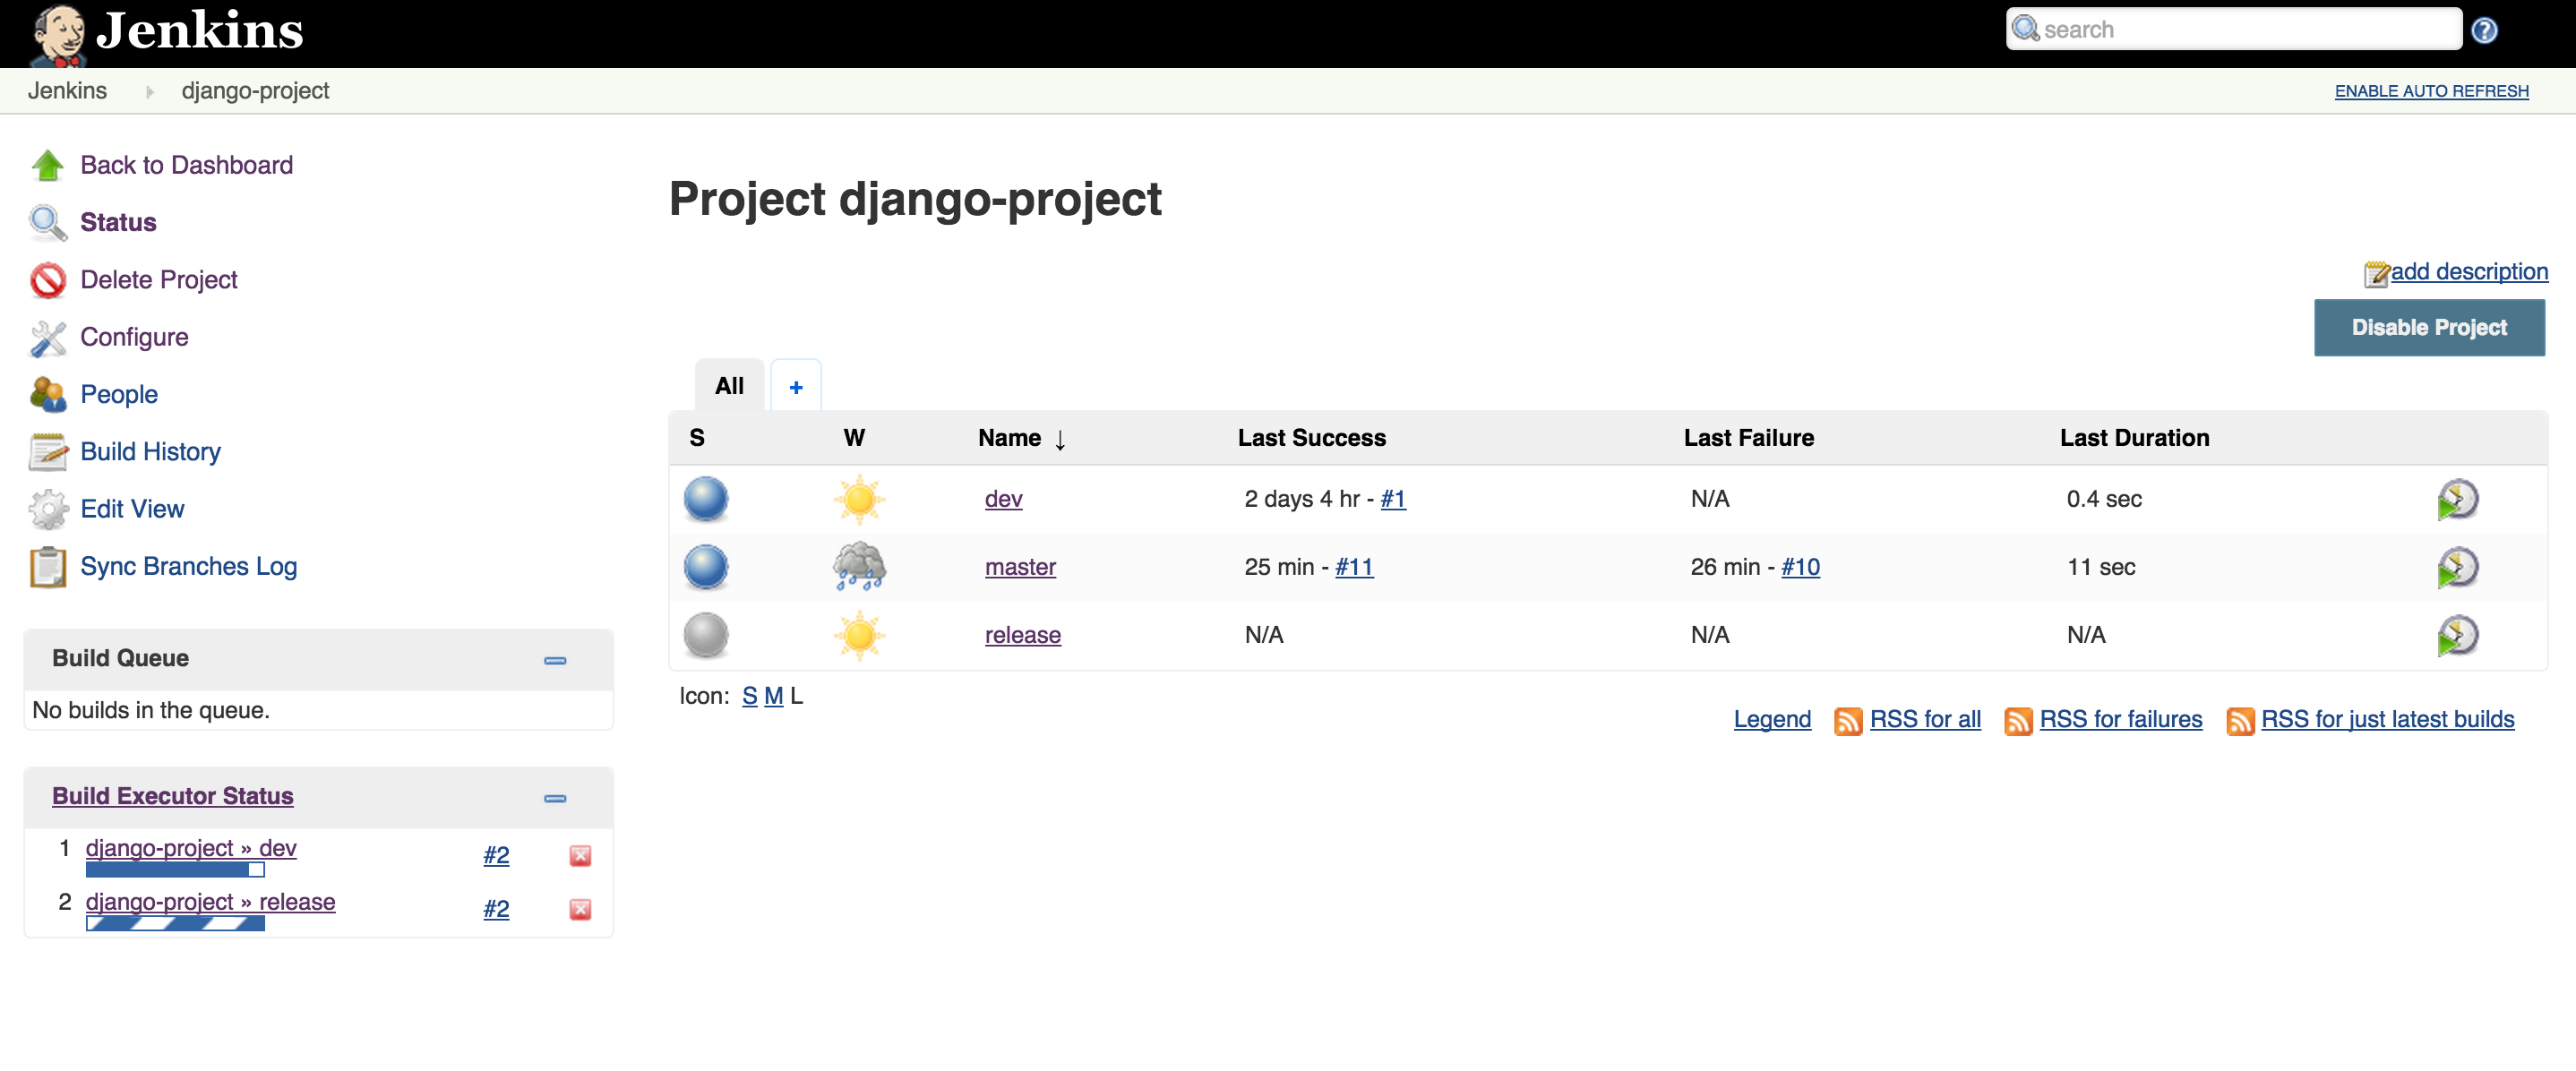 Jenkins
search
Jenkins django-project
ENABLE AUTO REFRESH
Back to Dashboard
Status
Delete Project
Configure
People
Build History
Edit View
Sync Branches Log
Build Queue
No builds in the queue.
Build Executor Status
1 django-project » dev #2
2 django-project » release #2
Project django-project
add description
Disable Project
All +
S W Name ↓ Last Success Last Failure Last Duration
dev 2 days 4 hr - #1 N/A 0.4 sec
master 25 min - #11 26 min - #10 11 sec
release N/A N/A N/A
Icon: S M L
Legend RSS for all RSS for failures RSS for just latest builds